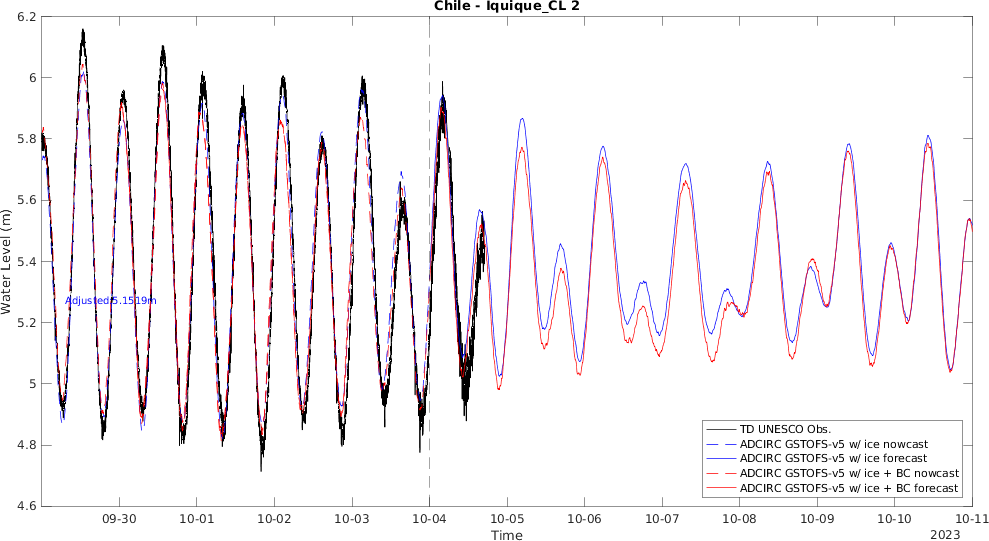 Chile - Iquique_CL 2
6.2
6
5.8
5.6
5.4
5.2
5
4.8
4.6
Water Level (m)
Adjusted:5.1519m
TD UNESCO Obs.
ADCIRC GSTOFS-v5 w/ ice nowcast
ADCIRC GSTOFS-v5 w/ ice forecast
ADCIRC GSTOFS-v5 w/ ice + BC nowcast
ADCIRC GSTOFS-v5 w/ ice + BC forecast
09-30 10-01 10-02 10-03 10-04 10-05 10-06 10-07 10-08 10-09 10-10 10-11
Time
2023